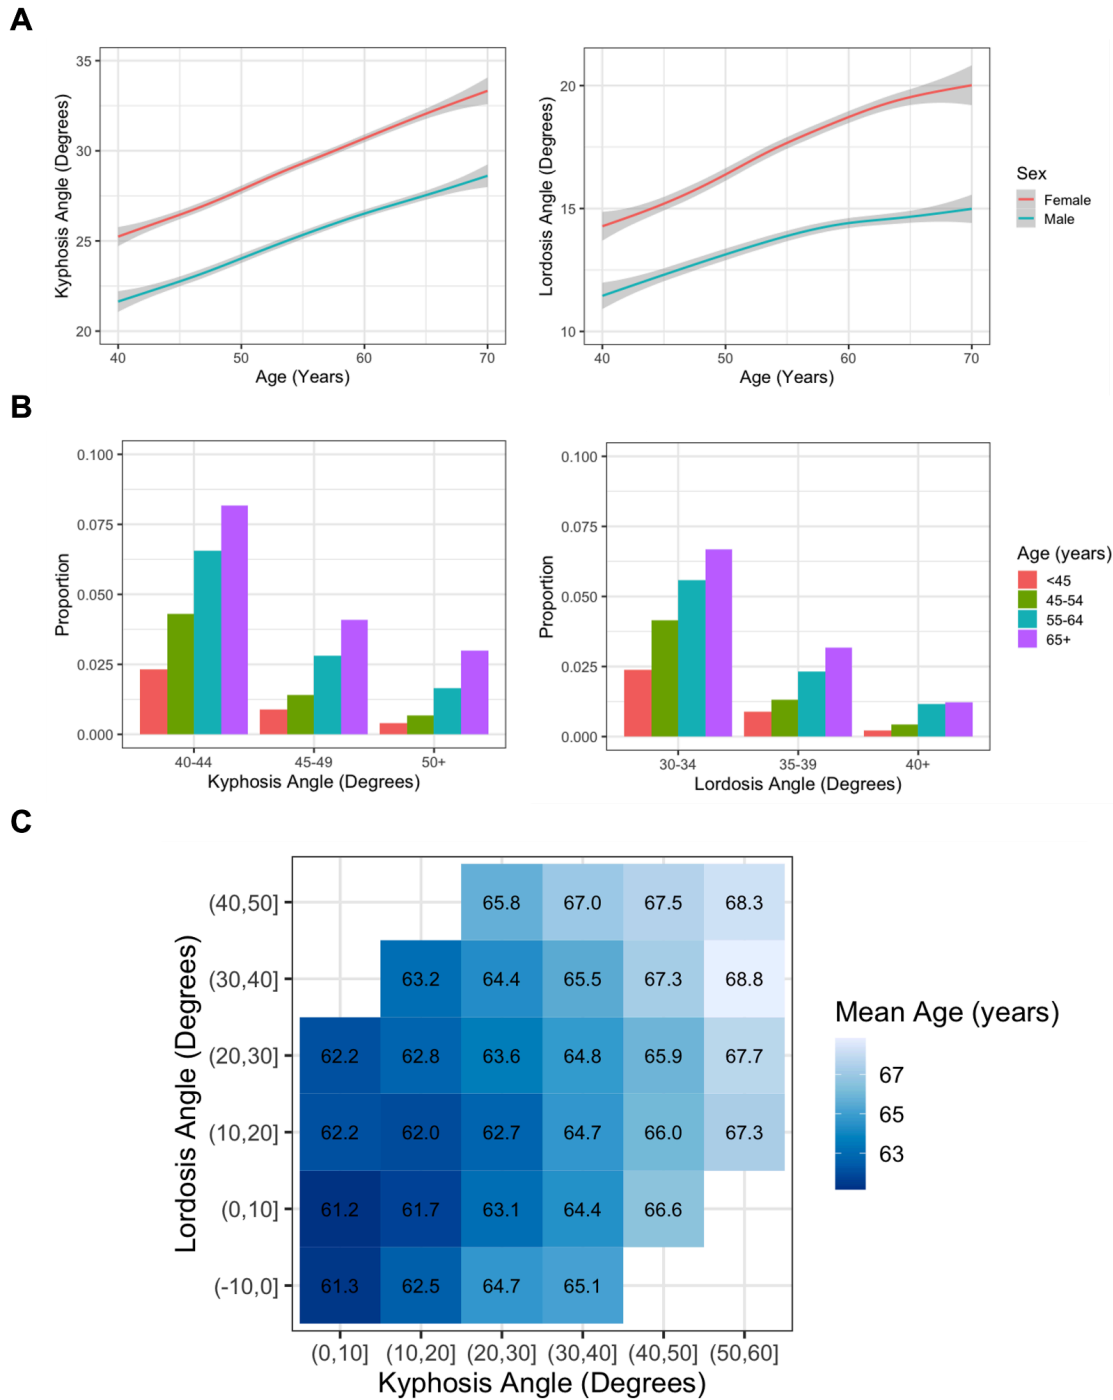 A
35
30
25
20
40 50 60 70
Kyphosis Angle (Degrees)
Age (Years)
20
15
10
40 50 60 70
Lordosis Angle (Degrees)
Age (Years)
Sex
Female
Male
B
0.100
0.075
0.050
0.025
0.000
Proportion
40-44 45-49 50+
Kyphosis Angle (Degrees)
0.100
0.075
0.050
0.025
0.000
Proportion
30-34 35-39 40+
Lordosis Angle (Degrees)
Age (years)
<45
45-54
55-64
65+
C
Lordosis Angle (Degrees)
(40,50] 65.8 67.0 67.5 68.3
(30,40] 63.2 64.4 65.5 67.3 68.8
(20,30] 62.2 62.8 63.6 64.8 65.9 67.7
(10,20] 62.2 62.0 62.7 64.7 66.0 67.3
(0,10] 61.2 61.7 63.1 64.4 66.6
(-10,0] 61.3 62.5 64.7 65.1
(0,10] (10,20] (20,30] (30,40] (40,50] (50,60]
Kyphosis Angle (Degrees)
Mean Age (years)
67
65
63